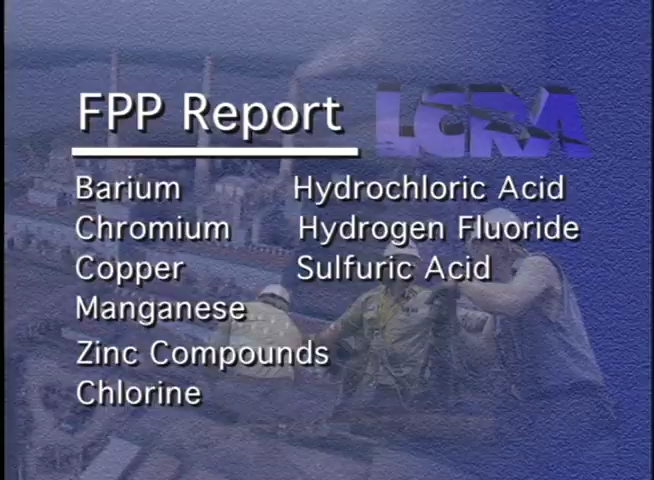 FPP Report
LCRA
Barium
Chromium
Copper
Manganese
Zinc Compounds
Chlorine
Hydrochloric Acid
Hydrogen Fluoride
Sulfuric Acid